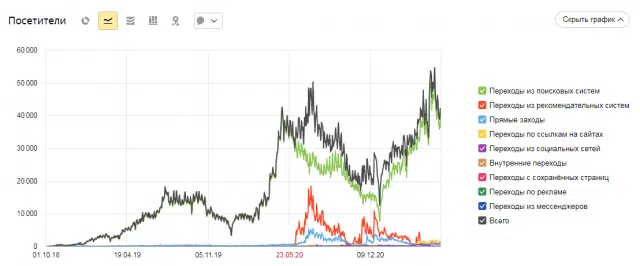 Посетители
Скрыть график
60 000
50 000
40 000
30 000
20 000
10 000
0
01.10.18
19.04.19
05.11.19
23.05.20
09.12.20
Переходы из поисковых систем
Переходы из рекомендательных систем
Прямые заходы
Переходы по ссылкам на сайтах
Переходы из социальных сетей
Внутренние переходы
Переходы с сохранённых страниц
Переходы по рекламе
Переходы из мессенджеров
Всего